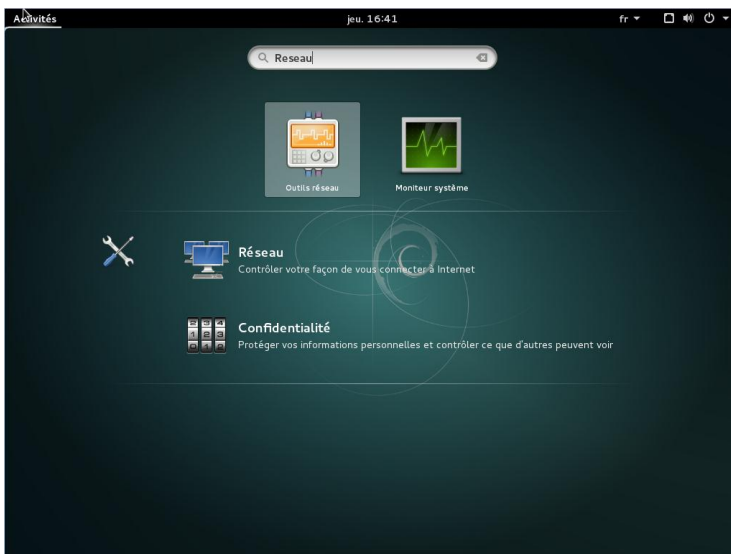 Activités
jeu. 16:41
fr
Reseau
Outils réseau
Moniteur système
Réseau
Contrôler votre façon de vous connecter à Internet
Confidentialité
Protéger vos informations personnelles et contrôler ce que d'autres peuvent voir